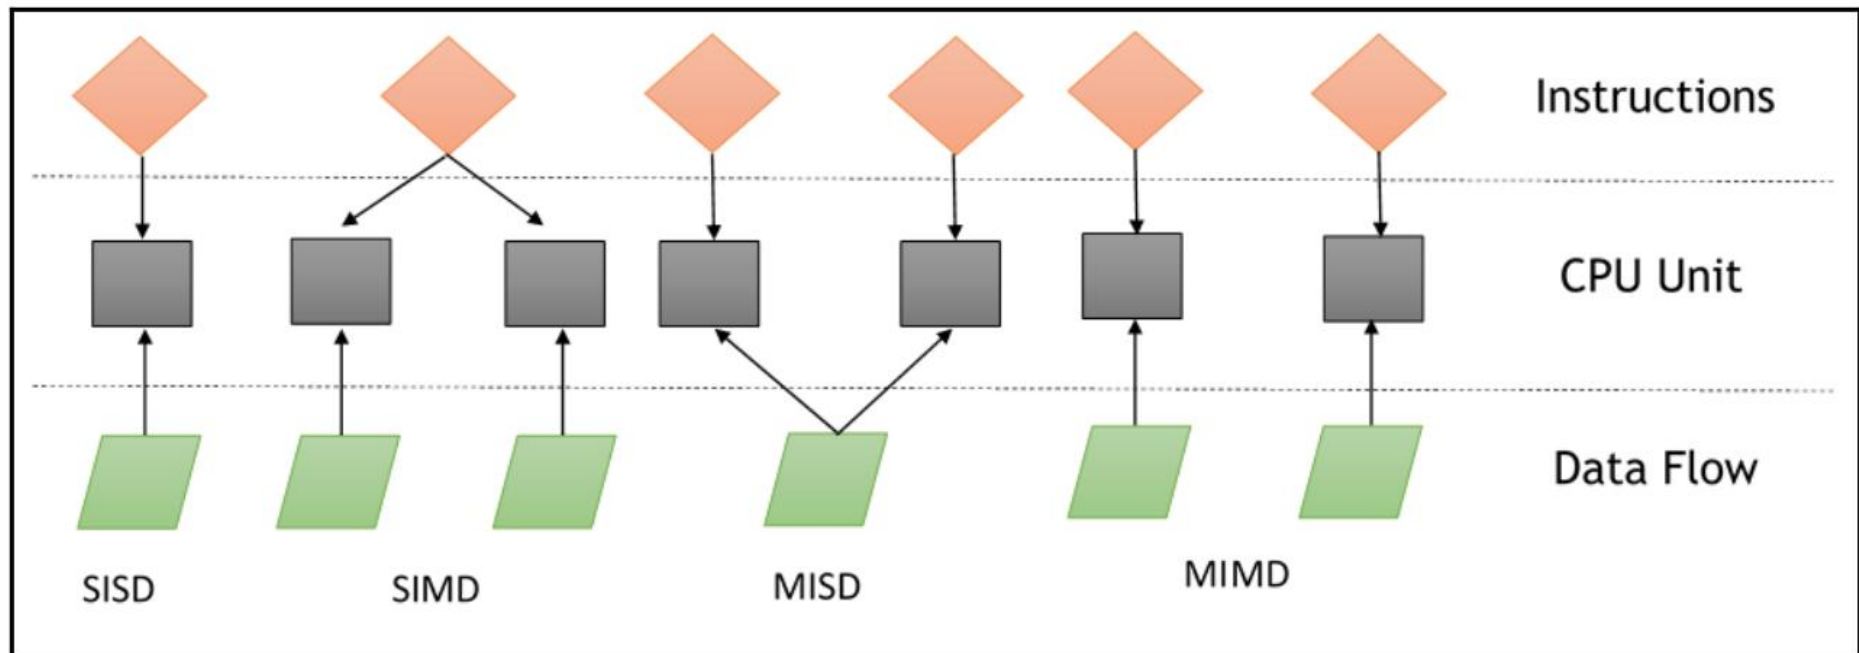 Instructions
CPU Unit
Data Flow
SISD
SIMD
MISD
MIMD